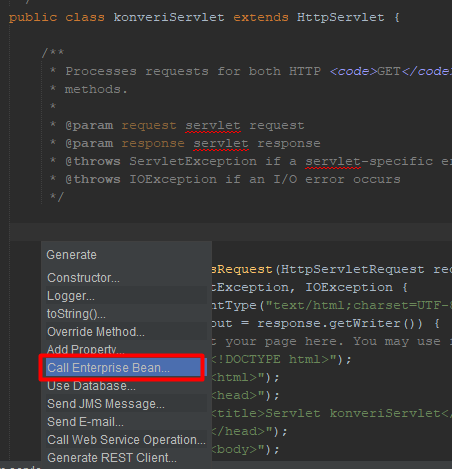 public class konveriServlet extends HttpServlet {
/**
* Processes requests for both HTTP <code>GET</code
* methods.
*
* @param request servlet request
* @param response servlet response
* @throws ServletException if a servlet-specific er
* @throws IOException if an I/O error occurs
*/
Generate
Constructor...
Logger...
toString()...
Override Method...
Add Property...
Call Enterprise Bean...
Use Database...
Send JMS Message...
Send E-mail...
Call Web Service Operation...
Generate REST Client...
sRequest(HttpServletRequest req
tException, IOException {
ntType("text/html;charset=UTF-8
out = response.getWriter()) {
t your page here. You may use
<!DOCTYPE html>");
<html>");
<head>");
<title>Servlet konveriServlet</
</head>");
<body>");